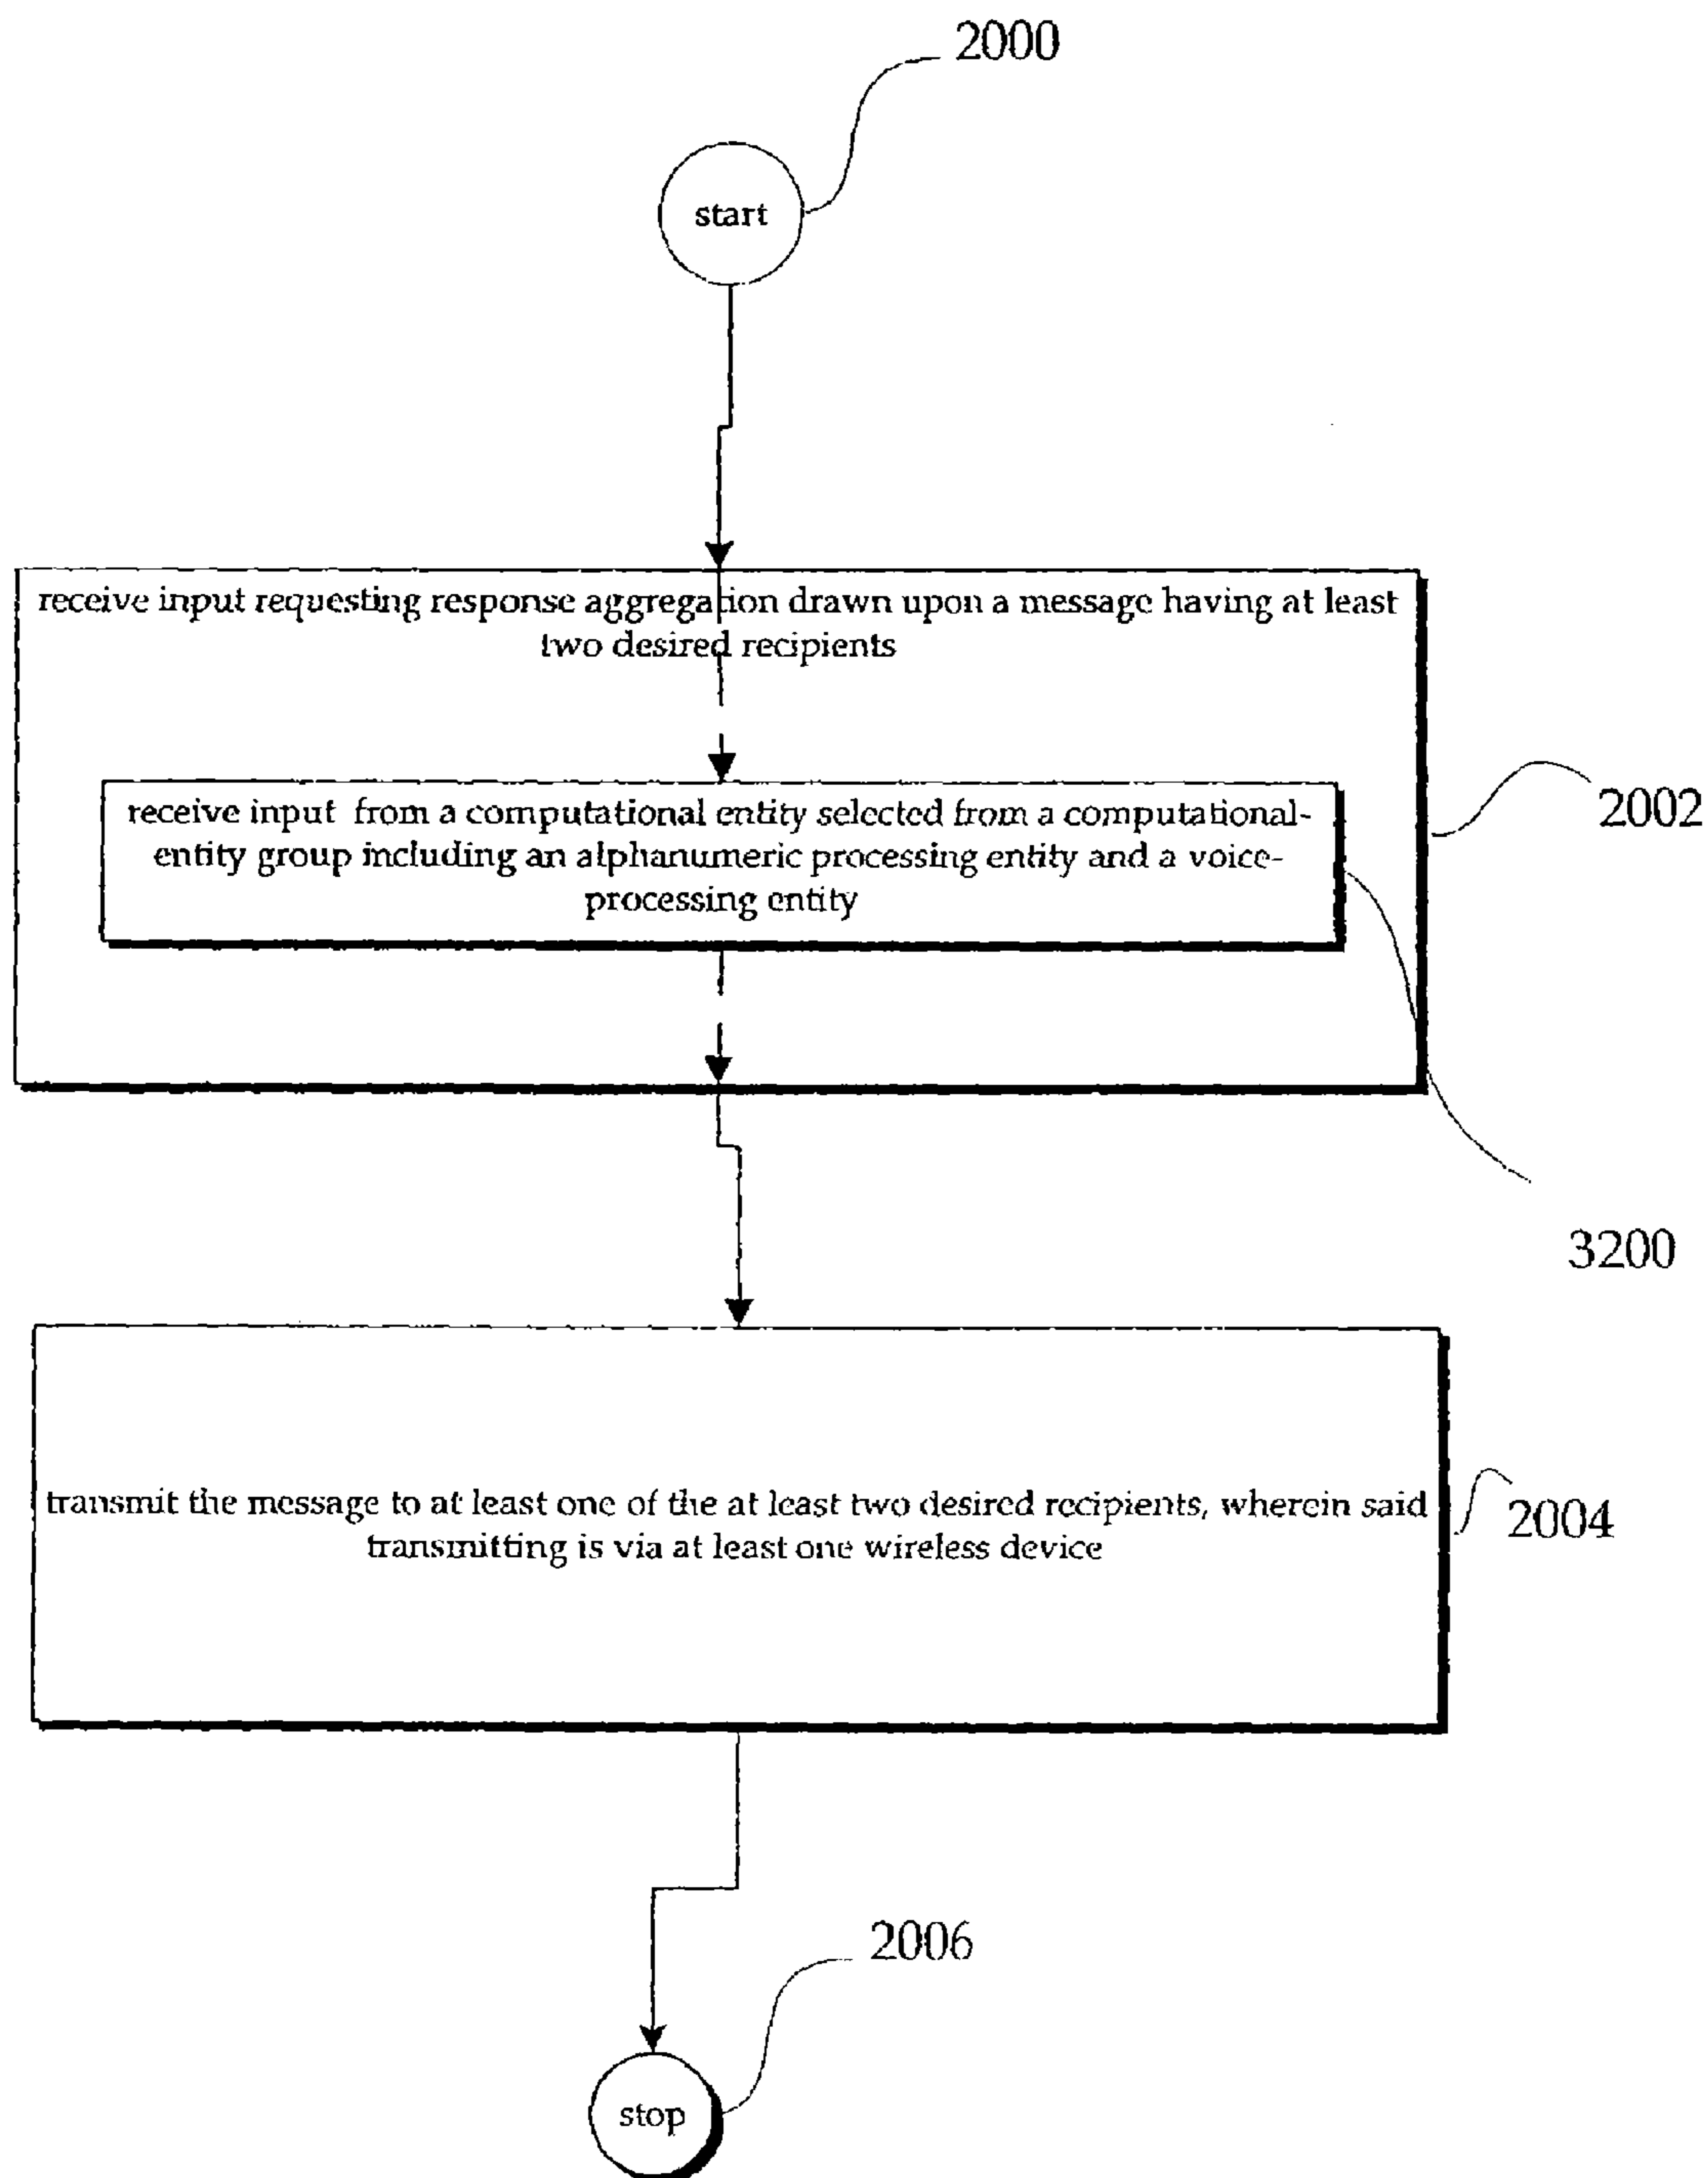 2000
start
receive input requesting response aggregation drawn upon a message having at least
two desired recipients
receive input from a computational entity selected from a computational-
entity group including an alphanumeric processing entity and a voice-
processing entity
2002
3200
transmit the message to at least one of the at least two desired recipients, wherein said
transmitting is via at least one wireless device
2004
2006
stop